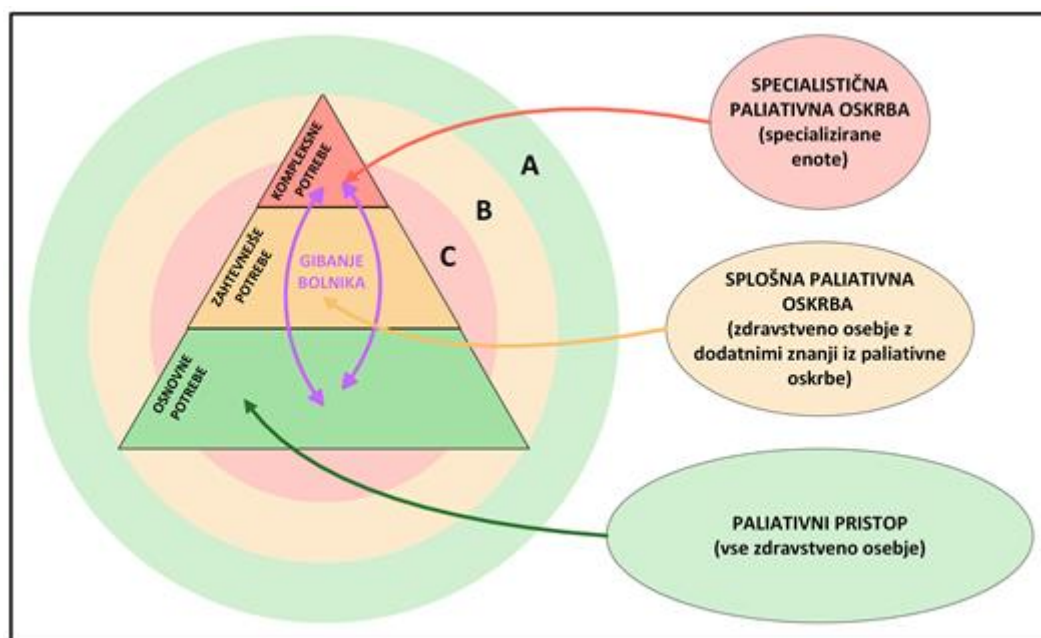 KOMPLEKSNE
POTREBE
ZAHTEVNEJŠE
POTREBE
OSNOVNE
POTREBE
GIBANJE
BOLNIKA
A
B
C
SPECIALISTIČNA
PALIATIVNA OSKRBA
(specializirane
enote)
SPLOŠNA PALIATIVNA
OSKRBA
(zdravstveno osebje z
dodatnimi znanji iz paliativne
oskrbe)
PALIATIVNI PRISTOP
(vse zdravstveno osebje)